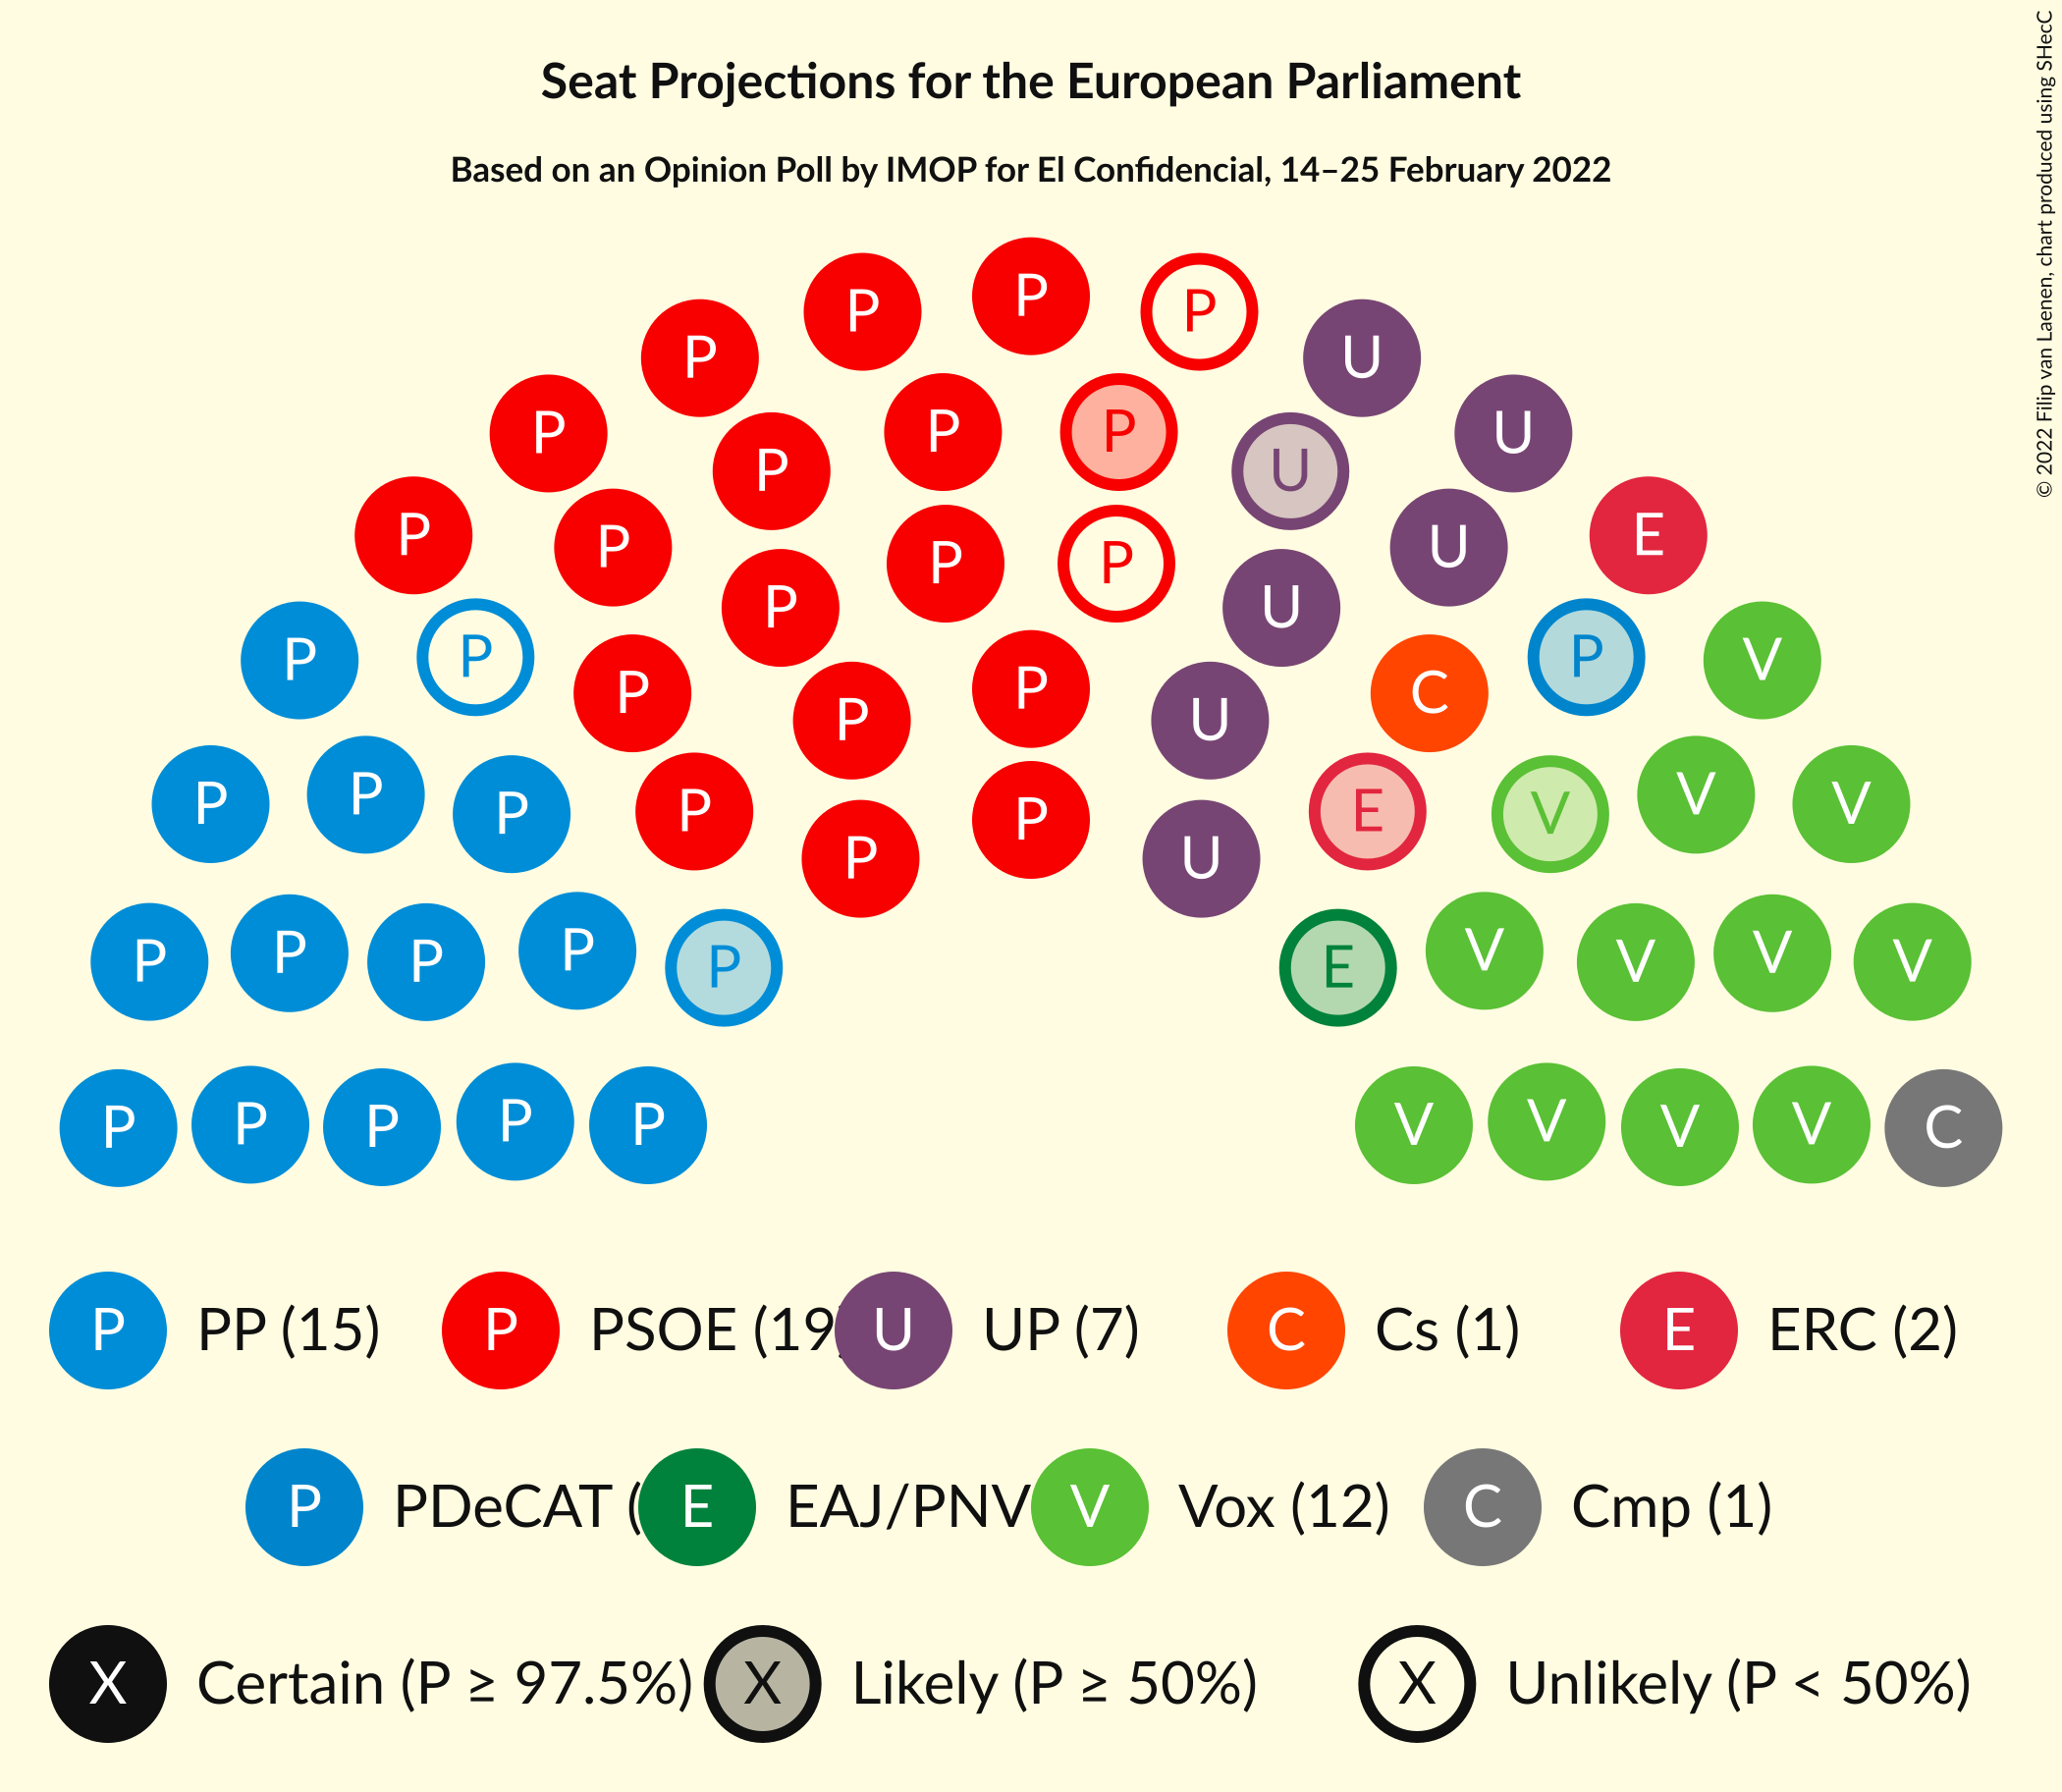 Seat Projections for the European Parliament
Based on an Opinion Poll by IMOP for El Confidencial, 14–25 February 2022
© 2022 Filip van Laenen, chart produced using SHecC
P P P
P P P U
P P P U U
P P P U U E
P P P P U
P P P P P C P V
P P U
P P P P P E V V V
P P U
P P P P P E V V V V
P P P P P V V V V C
P PP (15) P PSOE (19 U UP (7) C Cs (1) E ERC (2)
P PDeCAT ( E EAJ/PNV V Vox (12) C Cmp (1)
X Certain (P ≥ 97.5%) X Likely (P ≥ 50%) X Unlikely (P < 50%)